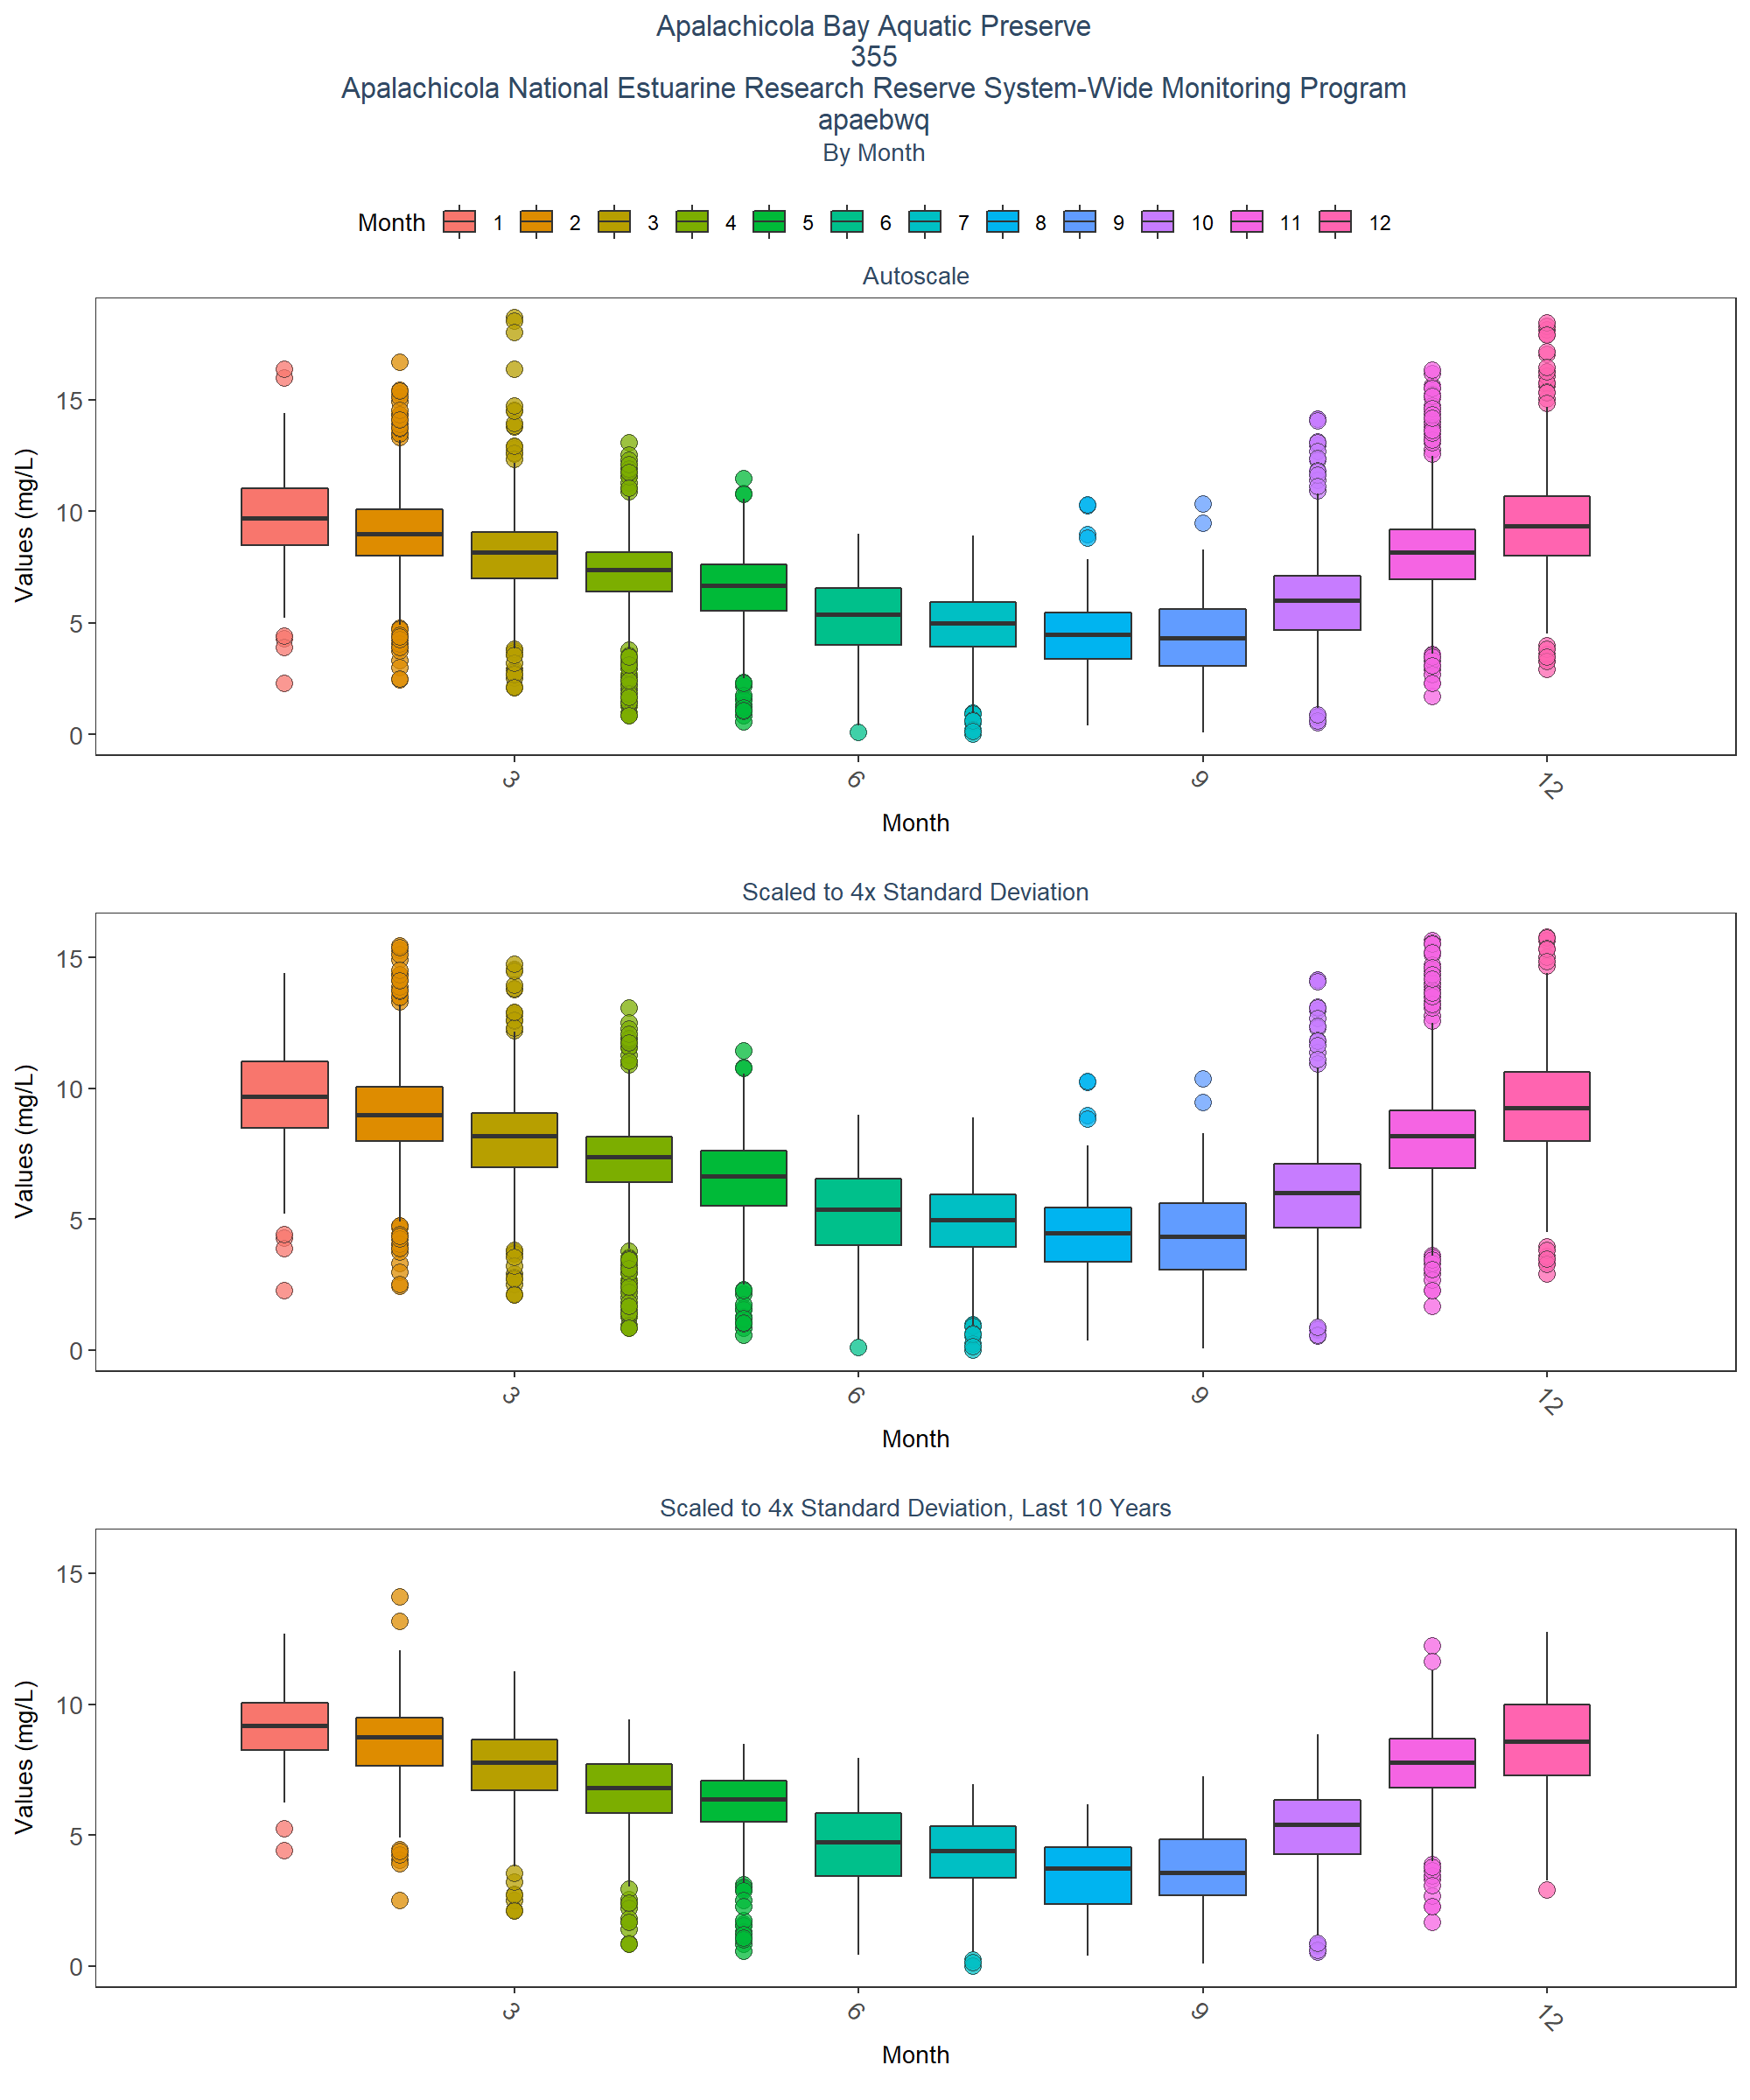 Apalachicola Bay Aquatic Preserve
355
Apalachicola National Estuarine Research Reserve System-Wide Monitoring Program
apaebwq
By Month
Month 1 2 3 4 5 6 7 8 9 10 11 12
Autoscale
Values (mg/L)
15
10
5
0
3 6 9 12
Month
Scaled to 4x Standard Deviation
Values (mg/L)
15
10
5
0
3 6 9 12
Month
Scaled to 4x Standard Deviation, Last 10 Years
Values (mg/L)
15
10
5
0
3 6 9 12
Month